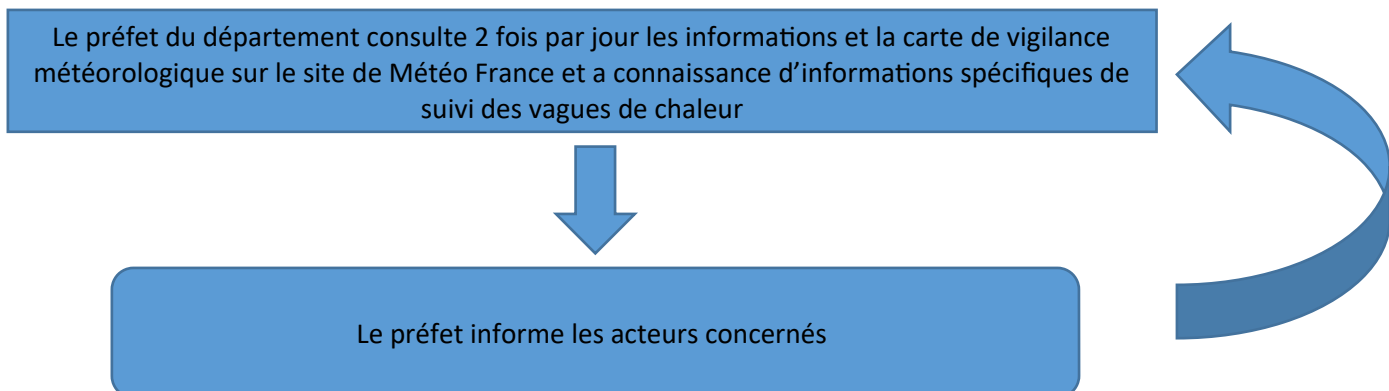 Le préfet du département consulte 2 fois par jour les informations et la carte de vigilance
météorologique sur le site de Météo France et a connaissance d’informations spécifiques de
suivi des vagues de chaleur
Le préfet informe les acteurs concernés